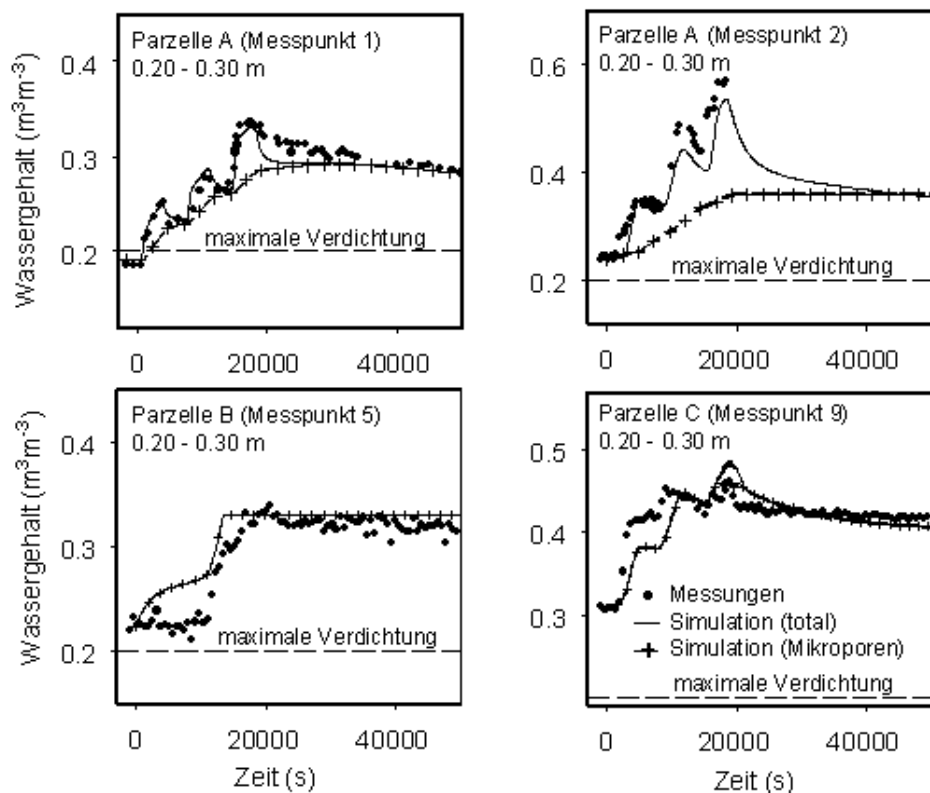 Parzelle A (Messpunkt 1)
0.20 - 0.30 m
Wassergehalt (m³m⁻³)
0.4
0.3
0.2
maximale Verdichtung
0
20000
40000
Parzelle A (Messpunkt 2)
0.20 - 0.30 m
0.6
0.4
0.2
maximale Verdichtung
0
20000
40000
Parzelle B (Messpunkt 5)
0.20 - 0.30 m
Wassergehalt (m³m⁻³)
0.4
0.3
0.2
maximale Verdichtung
0
20000
40000
Zeit (s)
Parzelle C (Messpunkt 9)
0.20 - 0.30 m
0.5
0.4
0.3
Messungen
Simulation (total)
Simulation (Mikroporen)
maximale Verdichtung
0
20000
40000
Zeit (s)